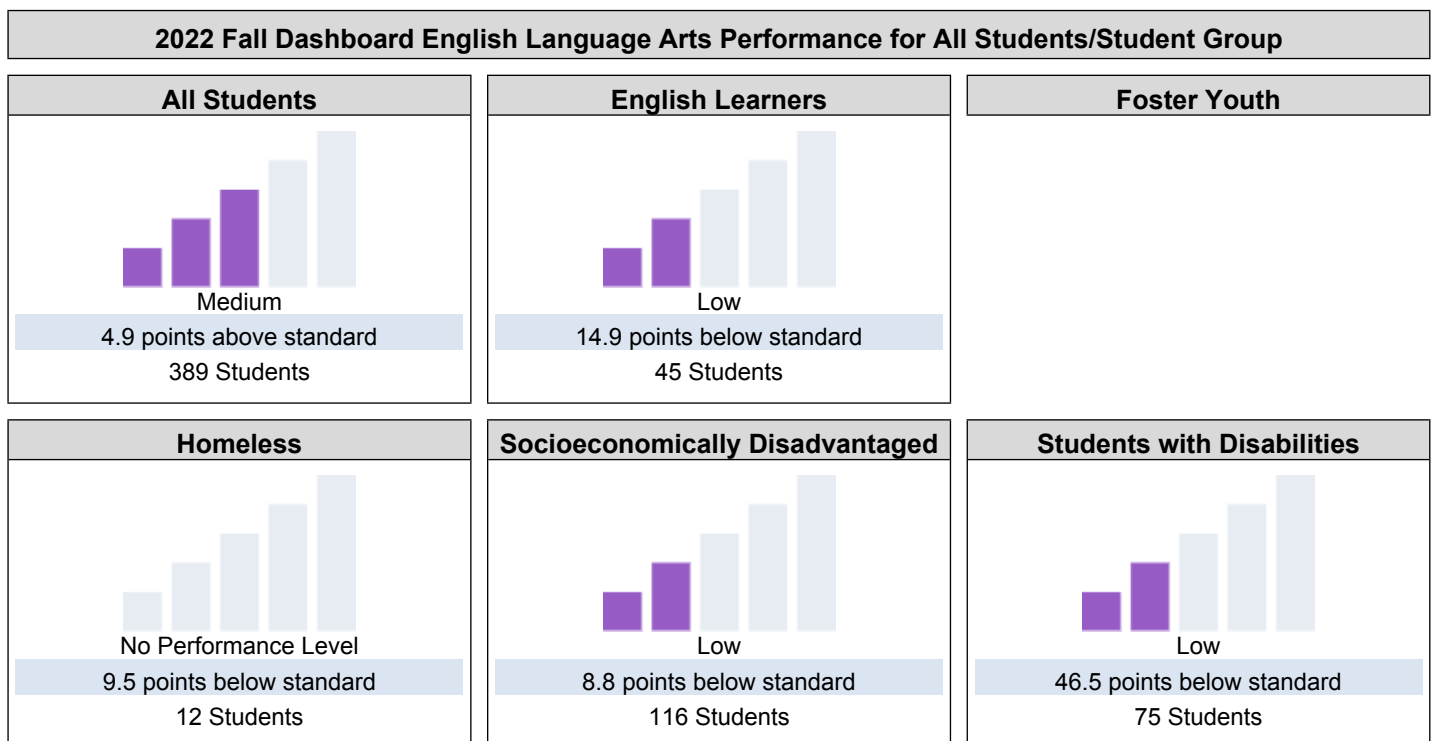 2022 Fall Dashboard English Language Arts Performance for All Students/Student Group
All Students
Medium
4.9 points above standard
389 Students
English Learners
Low
14.9 points below standard
45 Students
Foster Youth
Homeless
No Performance Level
9.5 points below standard
12 Students
Socioeconomically Disadvantaged
Low
8.8 points below standard
116 Students
Students with Disabilities
Low
46.5 points below standard
75 Students